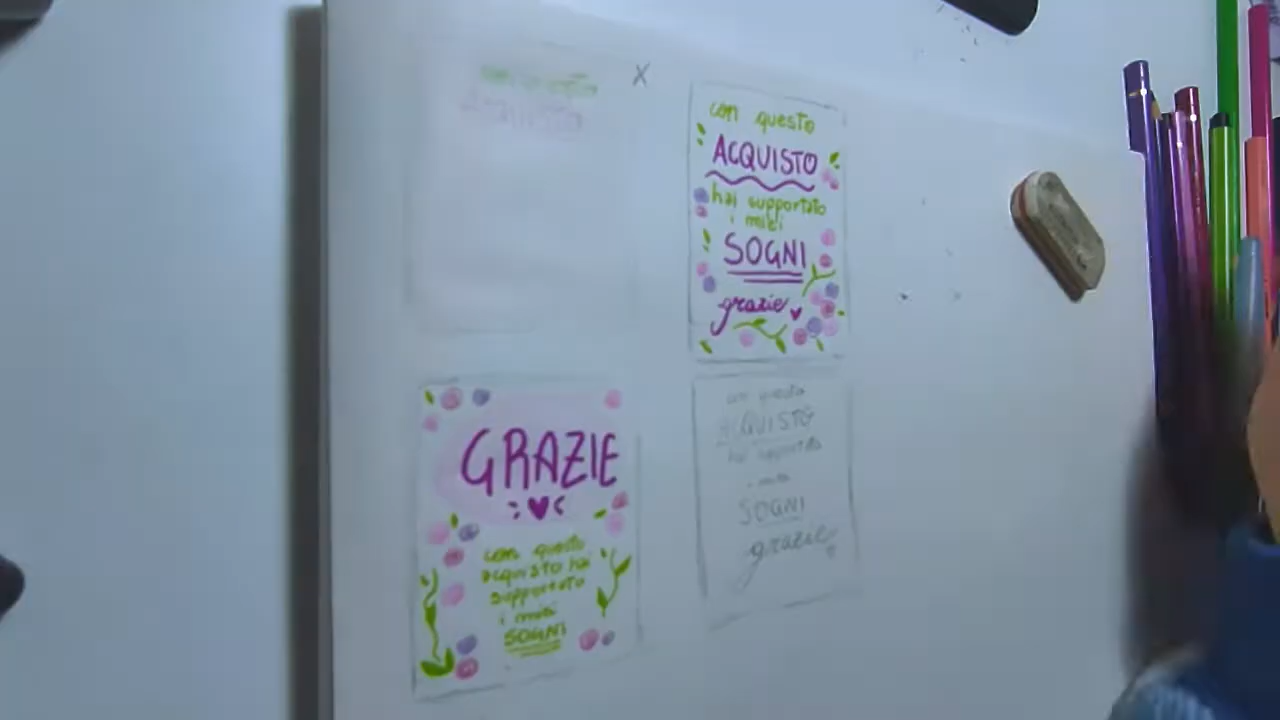 x
con questo
ACQUISTO
hai supportato
i miei
SOGNI
grazie
GRAZIE
con questo
acquisto hai
supportato
i miei
SOGNI
con questo
ACQUISTO
hai supportato
i miei
SOGNI
grazie